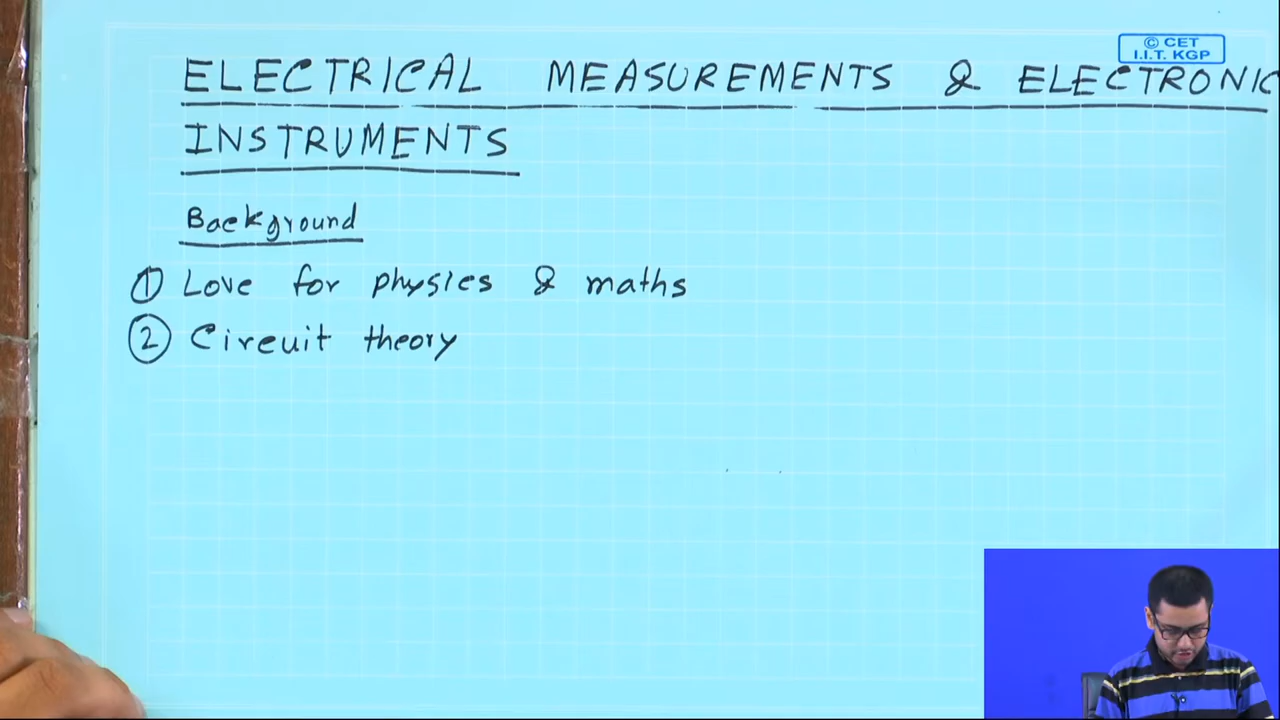 © CET
I.I.T. KGP
ELECTRICAL MEASUREMENTS & ELECTRONIC
INSTRUMENTS
Background
① Love for physics & maths
② Circuit theory